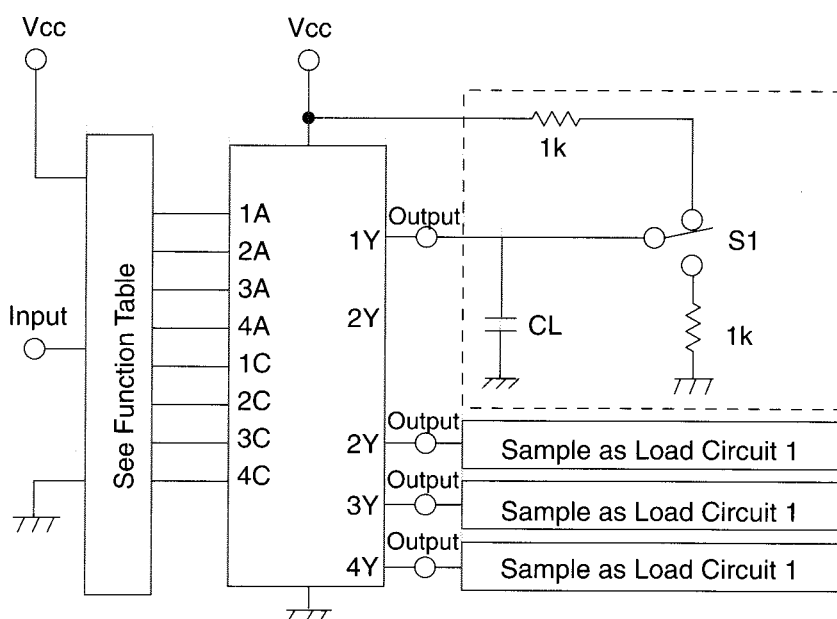 Vcc
Vcc
1k
1A
Output
1Y
S1
2A
3A
Input
4A
2Y
CL
1k
1C
2C
Output
3C
2Y
Sample as Load Circuit 1
4C
Output
3Y
Sample as Load Circuit 1
Output
4Y
Sample as Load Circuit 1
See Function Table